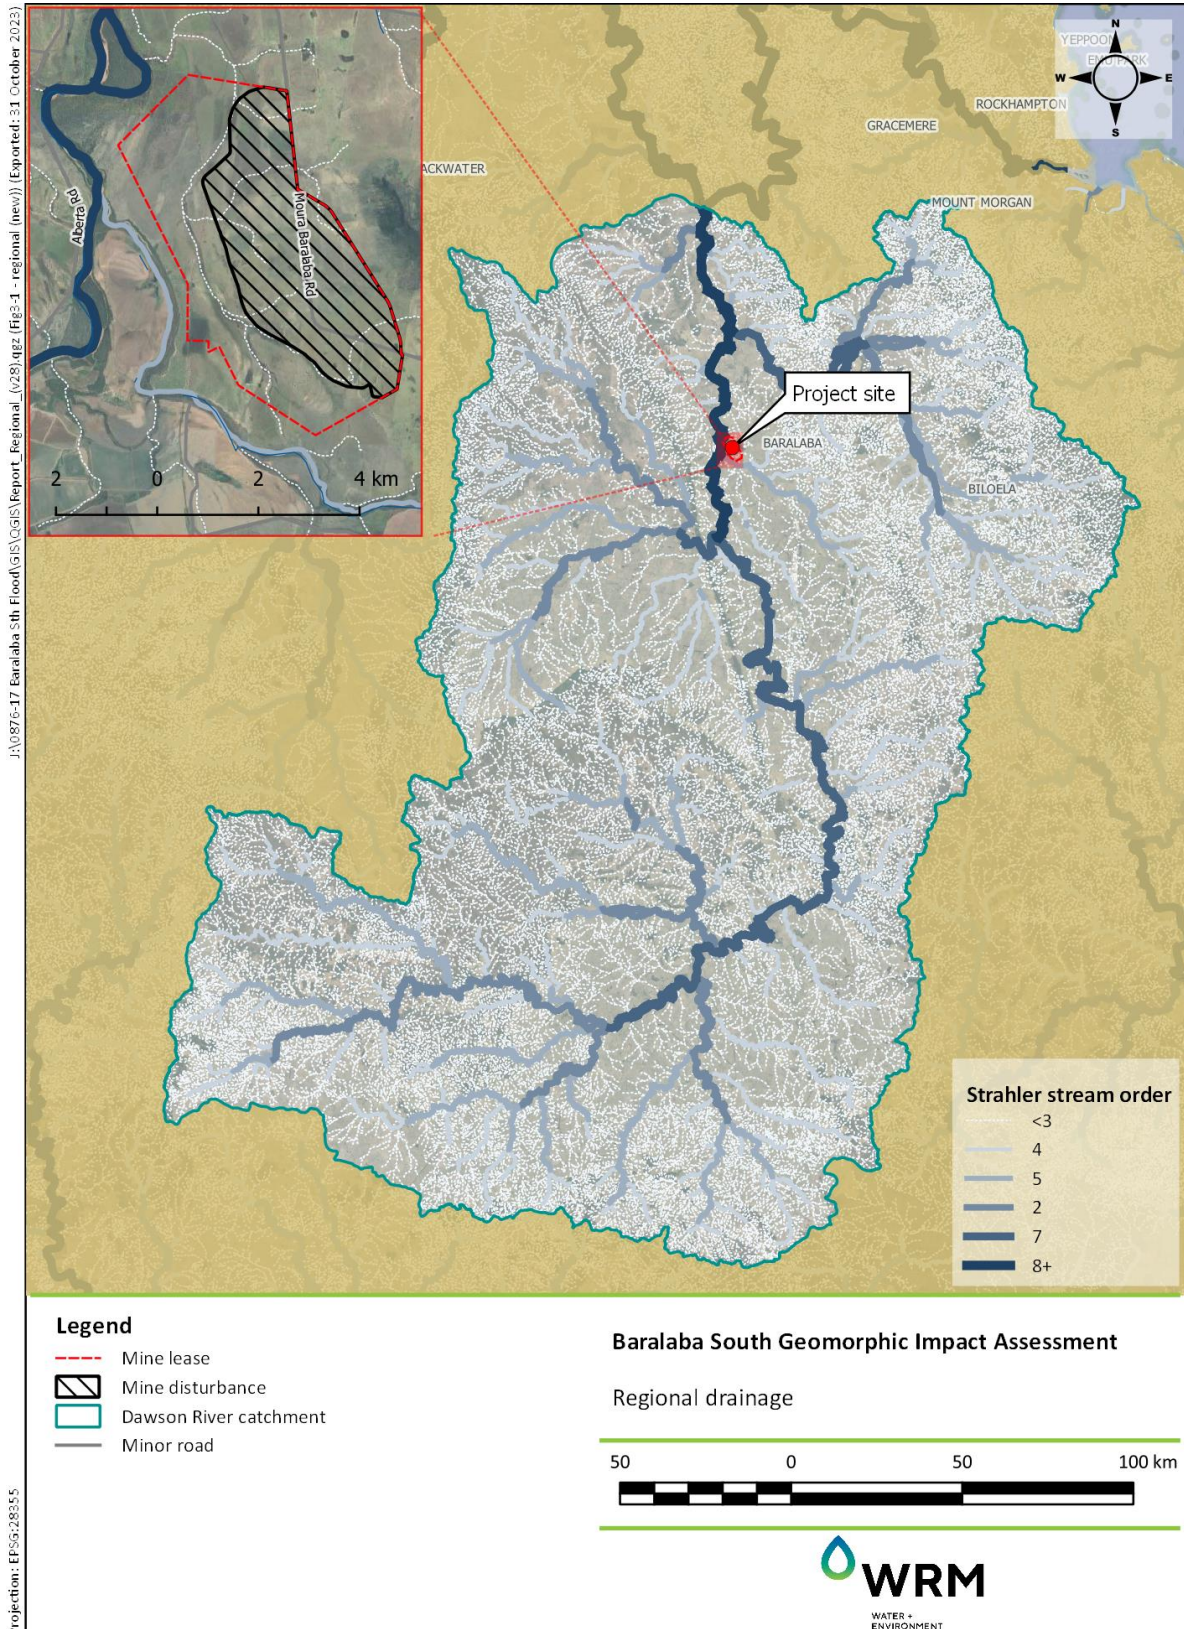 J:\0876-17 Baralaba Sth Flood\GIS\QGIS\Report_Regional_(v28).qgz (Fig3-1 - regional (new)) (Exported: 31 October 2023)
Aberta Rd
Moura Baralaba Rd
2 0 2 4 km
N
W E
S
YEPPOON
EMU PARK
ROCKHAMPTON
GRACEMERE
ACKWATER
MOUNT MORGAN
Project site
BARALABA
BILOELA
Strahler stream order
<3
4
5
2
7
8+
Legend
Mine lease
Mine disturbance
Dawson River catchment
Minor road
Baralaba South Geomorphic Impact Assessment
Regional drainage
50 0 50 100 km
WRM
WATER +
ENVIRONMENT
rojection: EPSG:28355